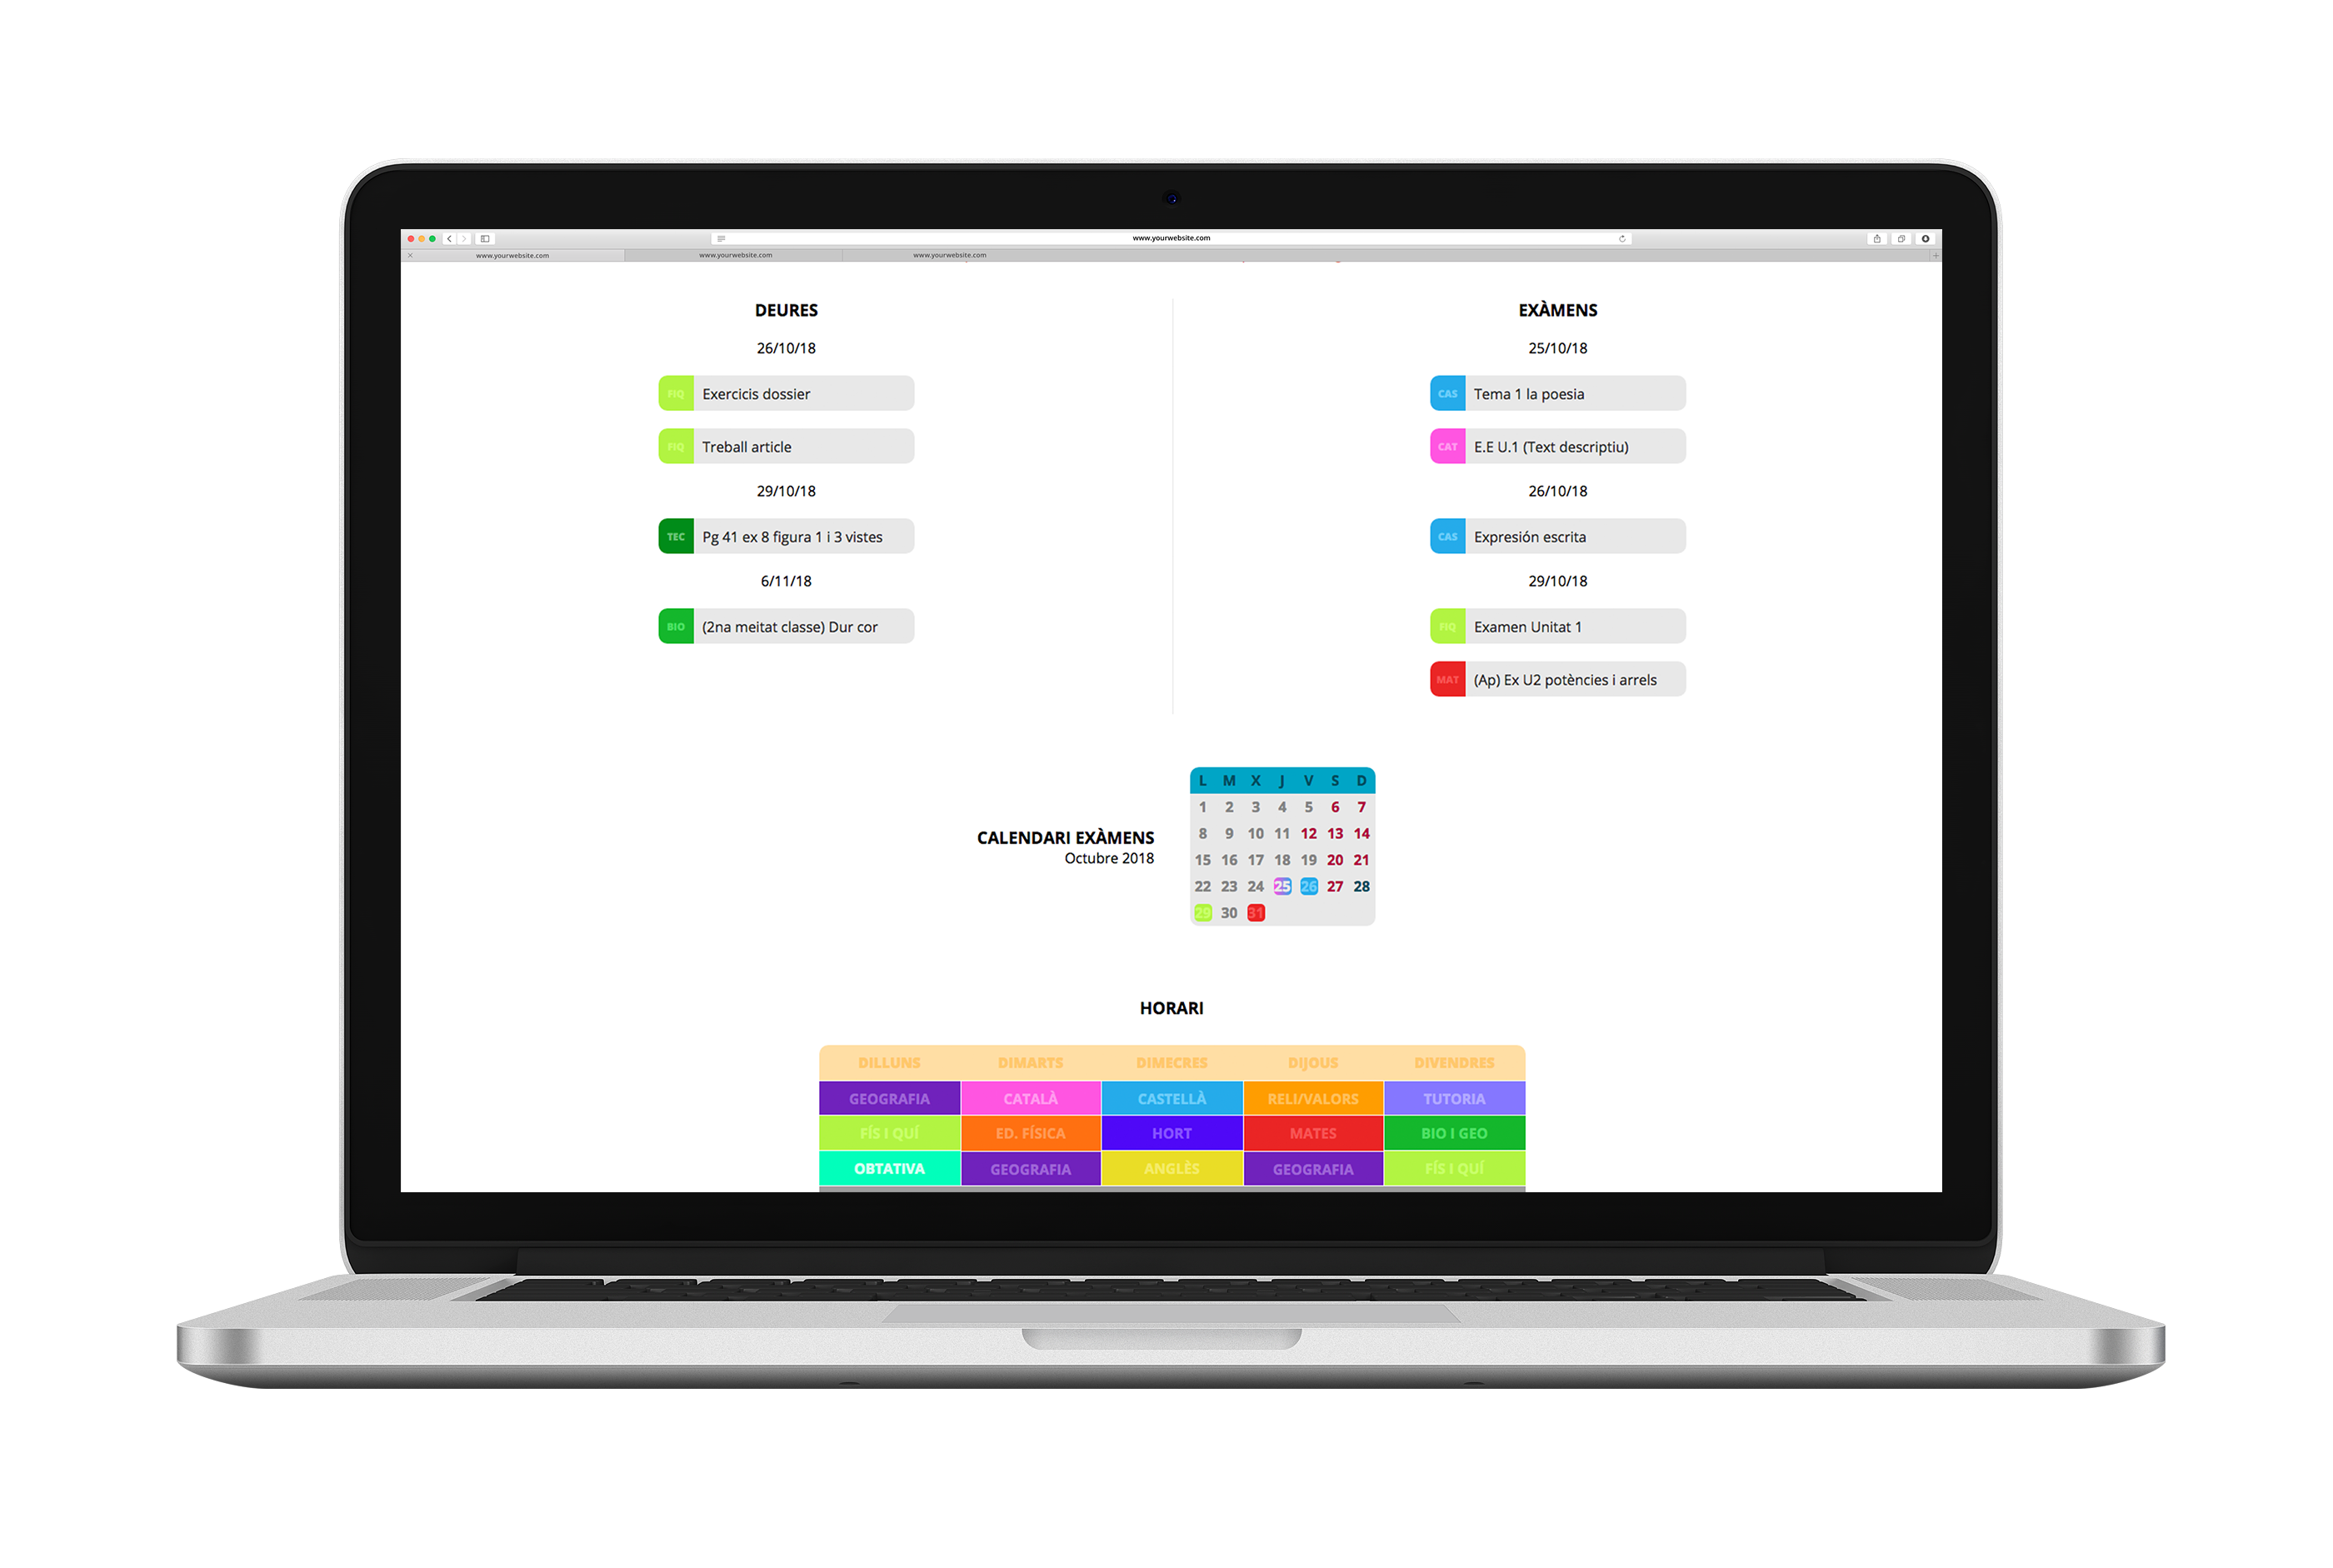 www.yourwebsite.com
www.yourwebsite.com www.yourwebsite.com www.yourwebsite.com
DEURES
26/10/18
FIQ Exercicis dossier
FIQ Treball article
29/10/18
TEC Pg 41 ex 8 figura 1 i 3 vistes
6/11/18
BIO (2na meitat classe) Dur cor
EXÀMENS
25/10/18
CAS Tema 1 la poesia
CAT E.E U.1 (Text descriptiu)
26/10/18
CAS Expresión escrita
29/10/18
FIQ Examen Unitat 1
MAT (Ap) Ex U2 potències i arrels
CALENDARI EXÀMENS
Octubre 2018
L M X J V S D
1 2 3 4 5 6 7
8 9 10 11 12 13 14
15 16 17 18 19 20 21
22 23 24 25 26 27 28
29 30 31
HORARI
DILLUNS DIMARTS DIMECRES DIJOUS DIVENDRES
GEOGRAFIA CATALÀ CASTELLÀ RELI/VALORS TUTORIA
FÍS I QUÍ ED. FÍSICA HORT MATES BIO I GEO
OBTATIVA GEOGRAFIA ANGLÈS GEOGRAFIA FÍS I QUÍ